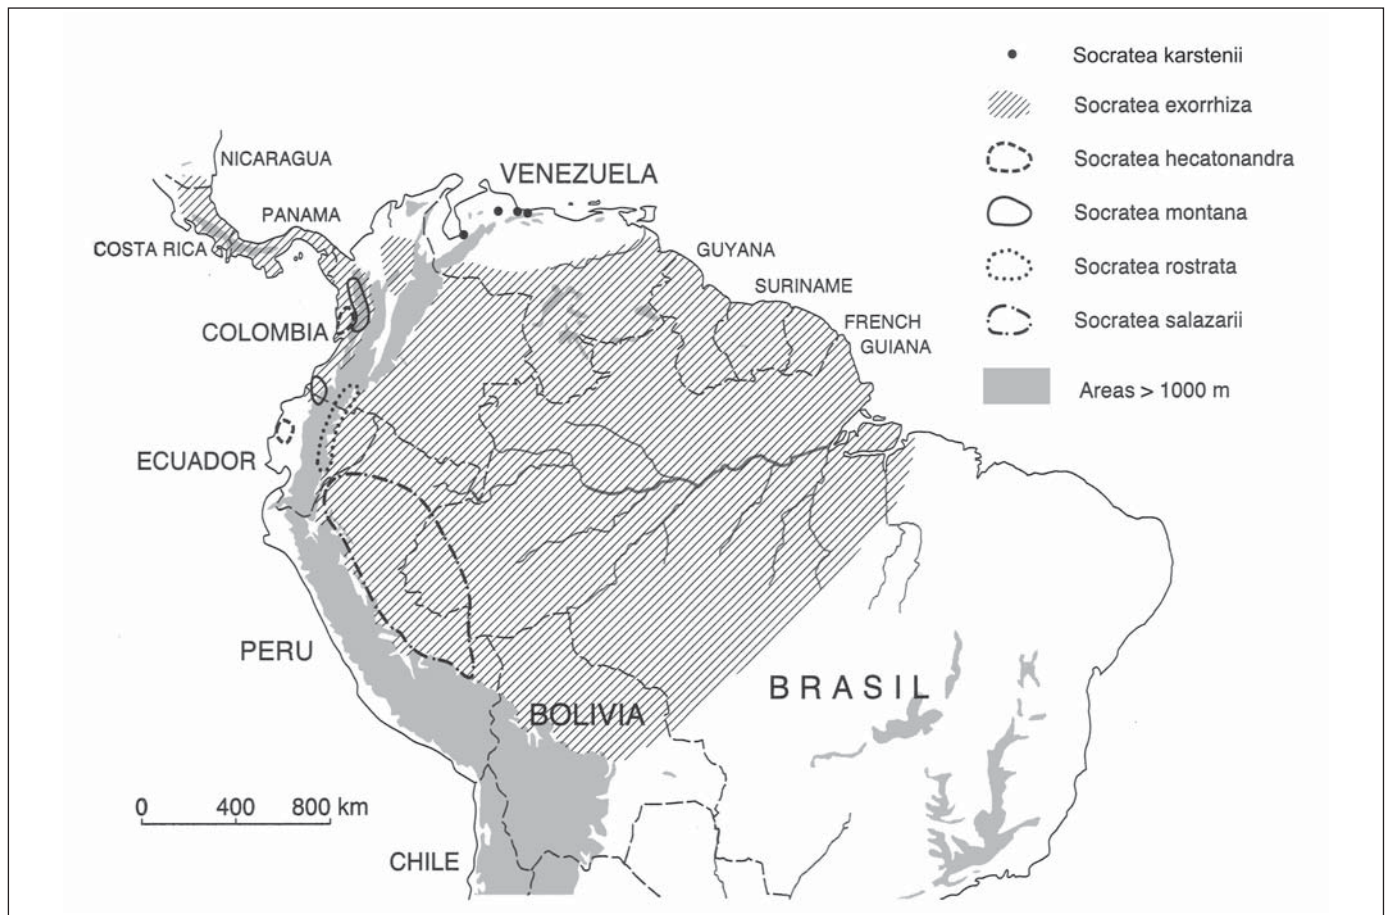 Socratea karstenii
Socratea exorrhiza
Socratea hecatonandra
Socratea montana
Socratea rostrata
Socratea salazarii
Areas > 1000 m
NICARAGUA
VENEZUELA
PANAMA
COSTA RICA
GUYANA
SURINAME
FRENCH
GUIANA
COLOMBIA
ECUADOR
PERU
BRASIL
BOLIVIA
0 400 800 km
CHILE